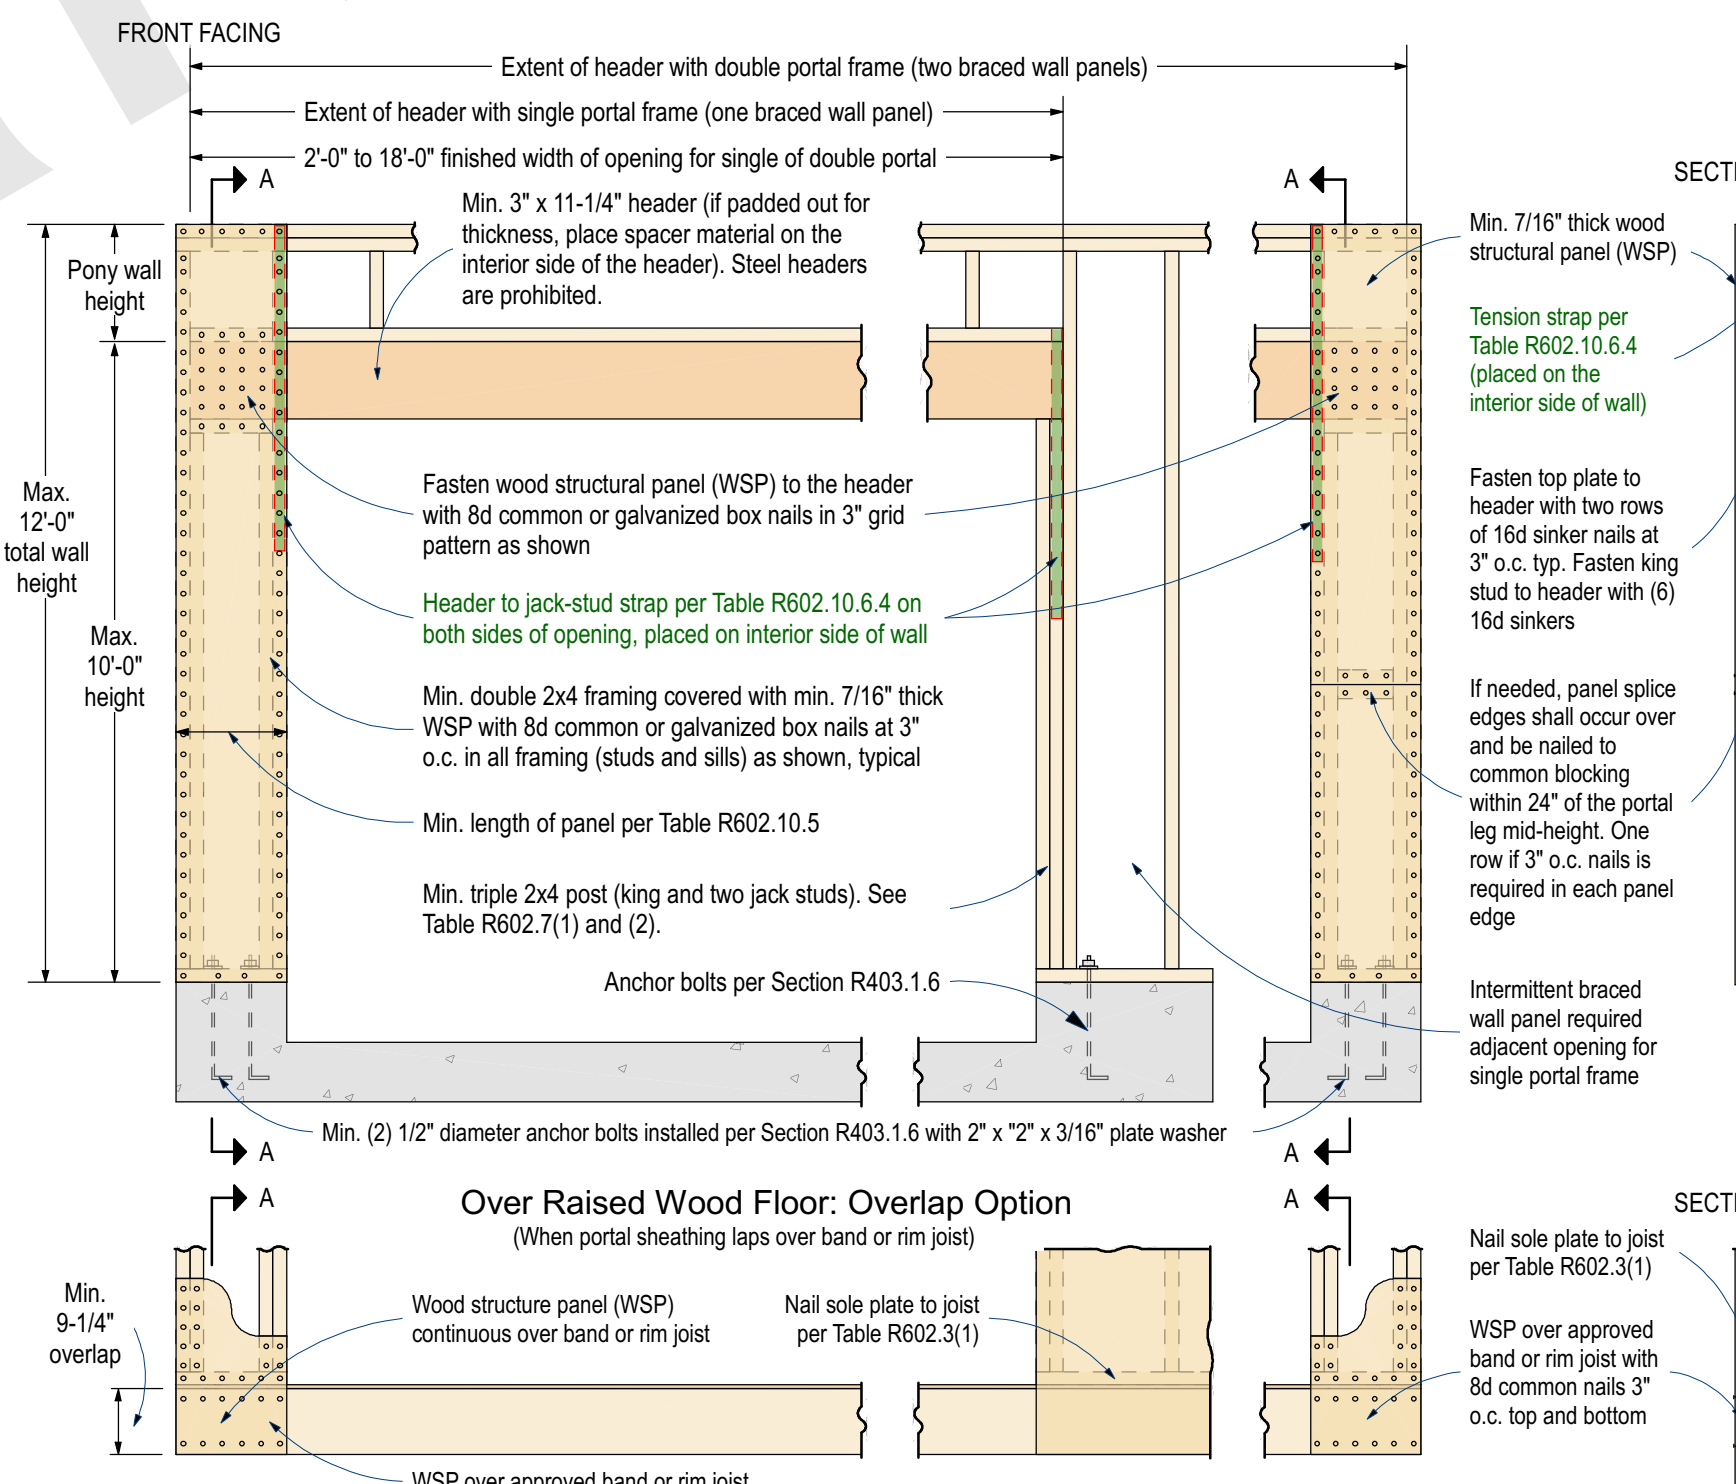 FRONT FACING
Extent of header with double portal frame (two braced wall panels)
Extent of header with single portal frame (one braced wall panel)
2'-0" to 18'-0" finished width of opening for single of double portal
A
A
SECTI
Min. 3" x 11-1/4" header (if padded out for
thickness, place spacer material on the
interior side of the header). Steel headers
are prohibited.
Min. 7/16" thick wood
structural panel (WSP)
Pony wall
height
Tension strap per
Table R602.10.6.4
(placed on the
interior side of wall)
Max.
12'-0"
total wall
height
Fasten wood structural panel (WSP) to the header
with 8d common or galvanized box nails in 3" grid
pattern as shown
Fasten top plate to
header with two rows
of 16d sinker nails at
3" o.c. typ. Fasten king
stud to header with (6)
16d sinkers
Header to jack-stud strap per Table R602.10.6.4 on
both sides of opening, placed on interior side of wall
Max.
10'-0"
height
Min. double 2x4 framing covered with min. 7/16" thick
WSP with 8d common or galvanized box nails at 3"
o.c. in all framing (studs and sills) as shown, typical
If needed, panel splice
edges shall occur over
and be nailed to
common blocking
within 24" of the portal
leg mid-height. One
row if 3" o.c. nails is
required in each panel
edge
Min. length of panel per Table R602.10.5
Min. triple 2x4 post (king and two jack studs). See
Table R602.7(1) and (2).
Anchor bolts per Section R403.1.6
Intermittent braced
wall panel required
adjacent opening for
single portal frame
Min. (2) 1/2" diameter anchor bolts installed per Section R403.1.6 with 2" x "2" x 3/16" plate washer
A
A
A
Over Raised Wood Floor: Overlap Option
A
SECTI
(When portal sheathing laps over band or rim joist)
Min.
9-1/4"
overlap
Wood structure panel (WSP)
continuous over band or rim joist
Nail sole plate to joist
per Table R602.3(1)
Nail sole plate to joist
per Table R602.3(1)
WSP over approved
band or rim joist with
8d common nails 3"
o.c. top and bottom
WSP over approved band or rim joist